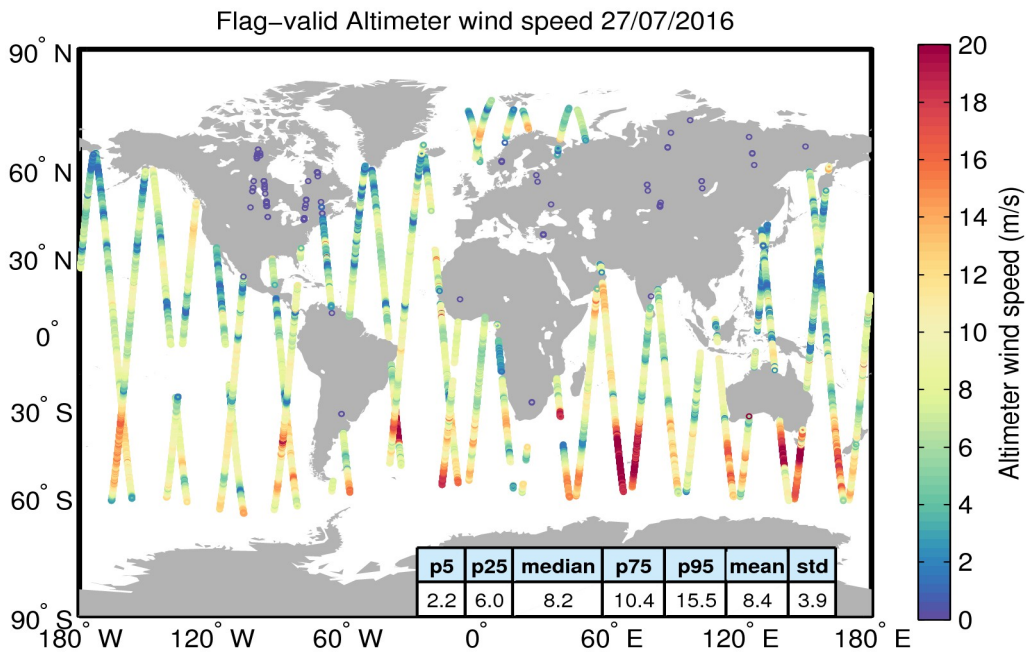 Flag−valid Altimeter wind speed 27/07/2016
90° N
60° N
30° N
0°
30° S
60° S
90° S
180° W
120° W
60° W
0°
60° E
120° E
180° E
p5 p25 median p75 p95 mean std
2.2 6.0 8.2 10.4 15.5 8.4 3.9
20
18
16
14
12
10
8
6
4
2
0
Altimeter wind speed (m/s)